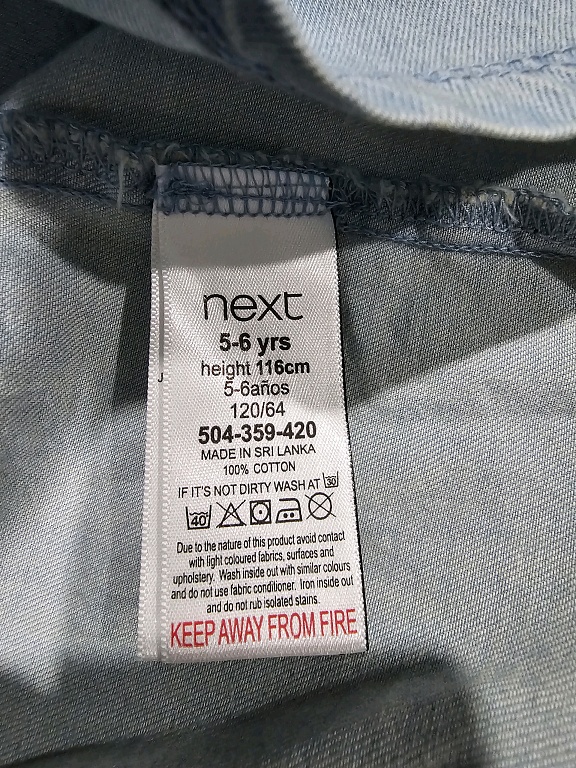 next
5-6 yrs
height 116cm
5-6años
120/64
504-359-420
MADE IN SRI LANKA
100% COTTON
IF IT'S NOT DIRTY WASH AT 30
40
Due to the nature of this product avoid contact
with light coloured fabrics, surfaces and
upholstery. Wash inside out with similar colours
and do not use fabric conditioner. Iron inside out
and do not rub isolated stains.
KEEP AWAY FROM FIRE
J